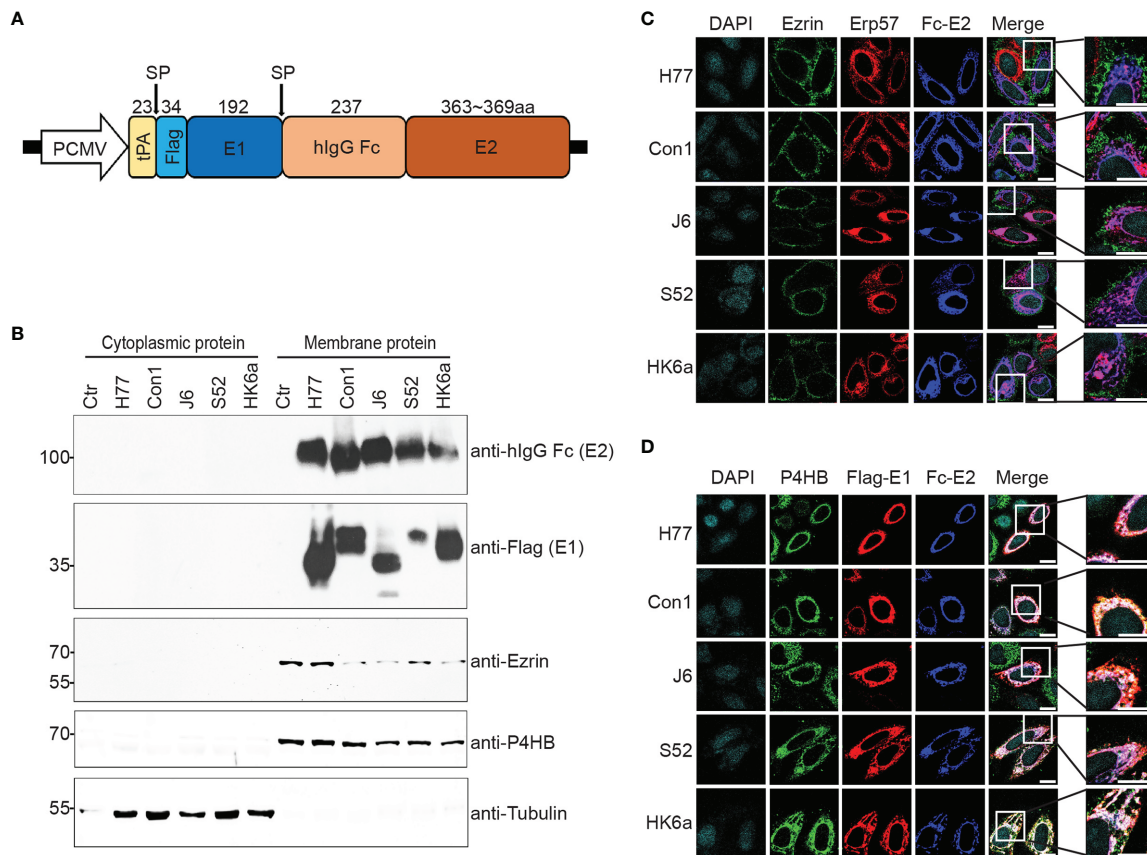 A
SP SP
23 34 192 237 363~369aa
PCMV tPA Flag E1 hIgG Fc E2
B
Cytoplasmic protein Membrane protein
Ctr H77 Con1 J6 S52 HK6a Ctr H77 Con1 J6 S52 HK6a
100 anti-hIgG Fc (E2)
35 anti-Flag (E1)
70
55
anti-Ezrin
70 anti-P4HB
55 anti-Tubulin
C
DAPI Ezrin Erp57 Fc-E2 Merge
H77
Con1
J6
S52
HK6a
D
DAPI P4HB Flag-E1 Fc-E2 Merge
H77
Con1
J6
S52
HK6a